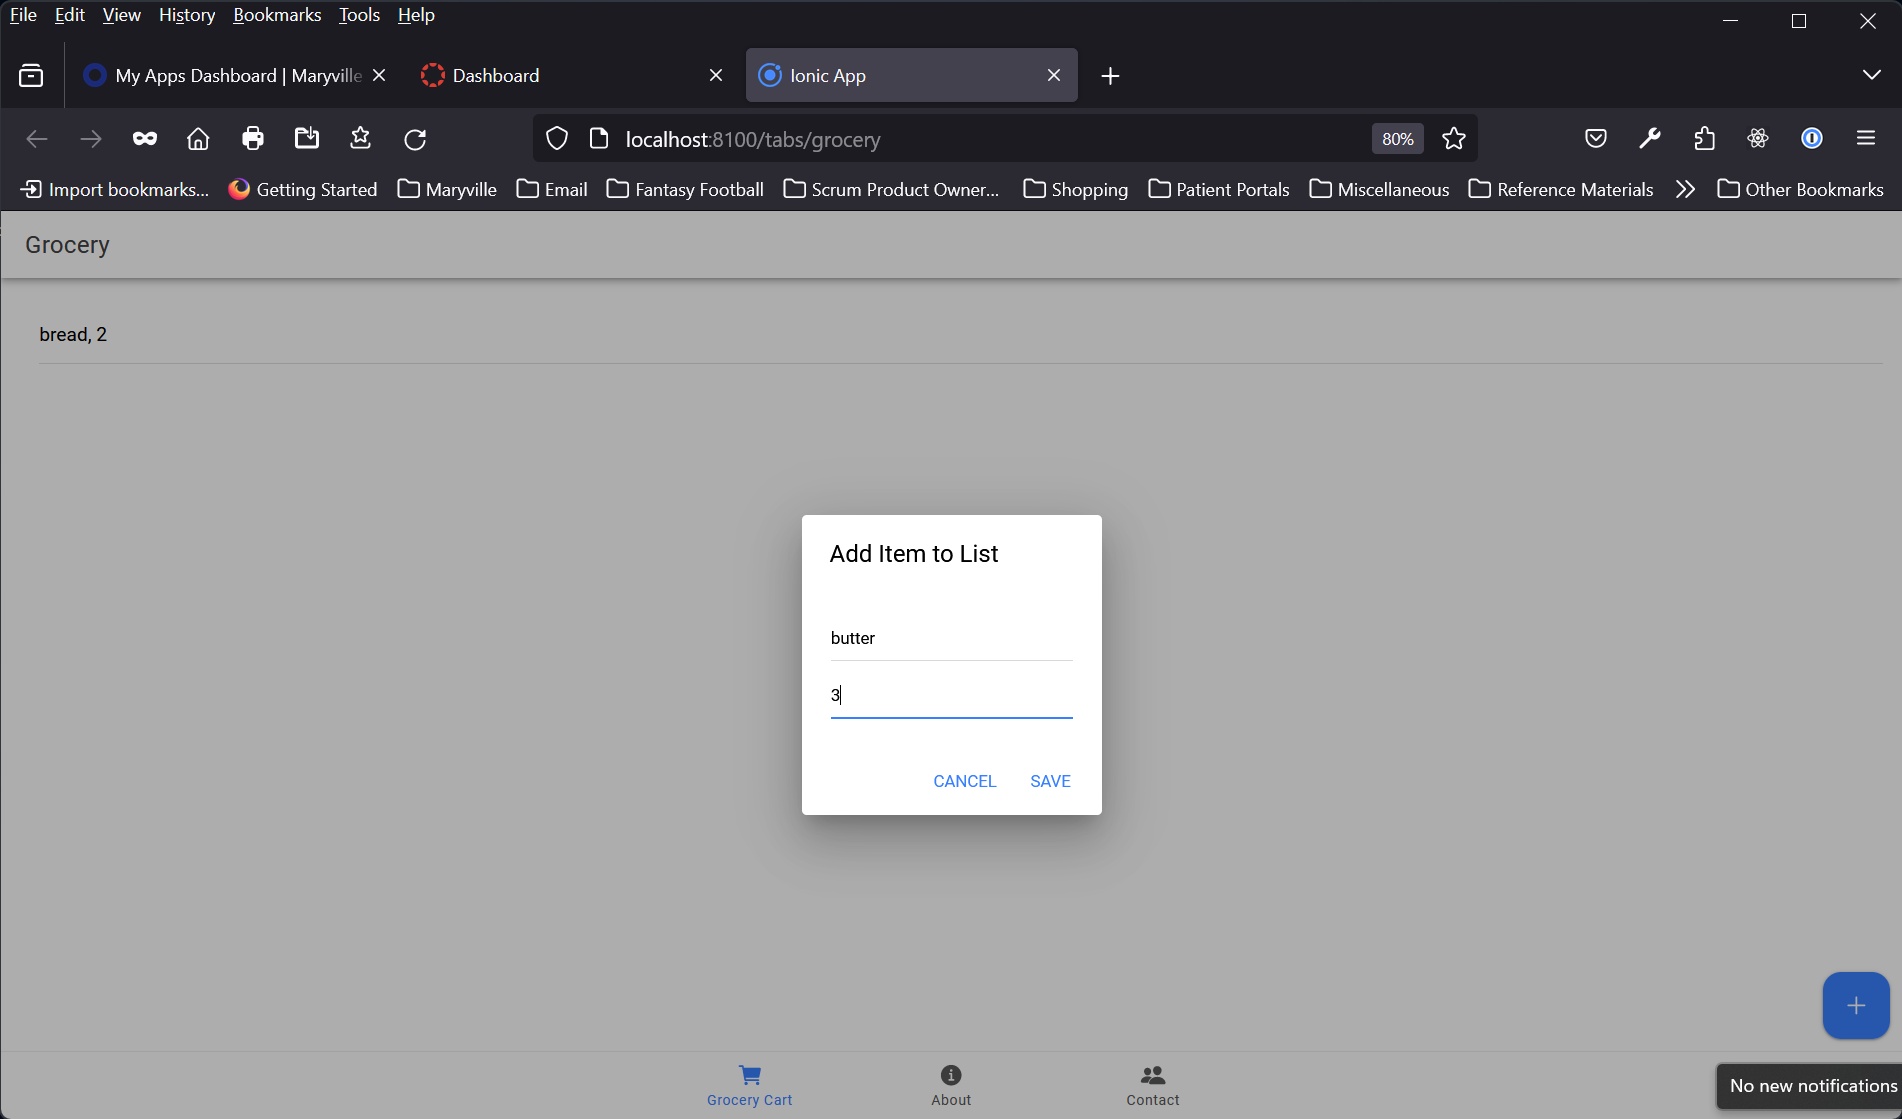 File Edit View History Bookmarks Tools Help
My Apps Dashboard | Maryville
Dashboard
Ionic App
localhost:8100/tabs/grocery
80%
Import bookmarks...
Getting Started
Maryville
Email
Fantasy Football
Scrum Product Owner...
Shopping
Patient Portals
Miscellaneous
Reference Materials
Other Bookmarks
Grocery
bread, 2
Add Item to List
butter
3
CANCEL SAVE
Grocery Cart
About
Contact
No new notifications